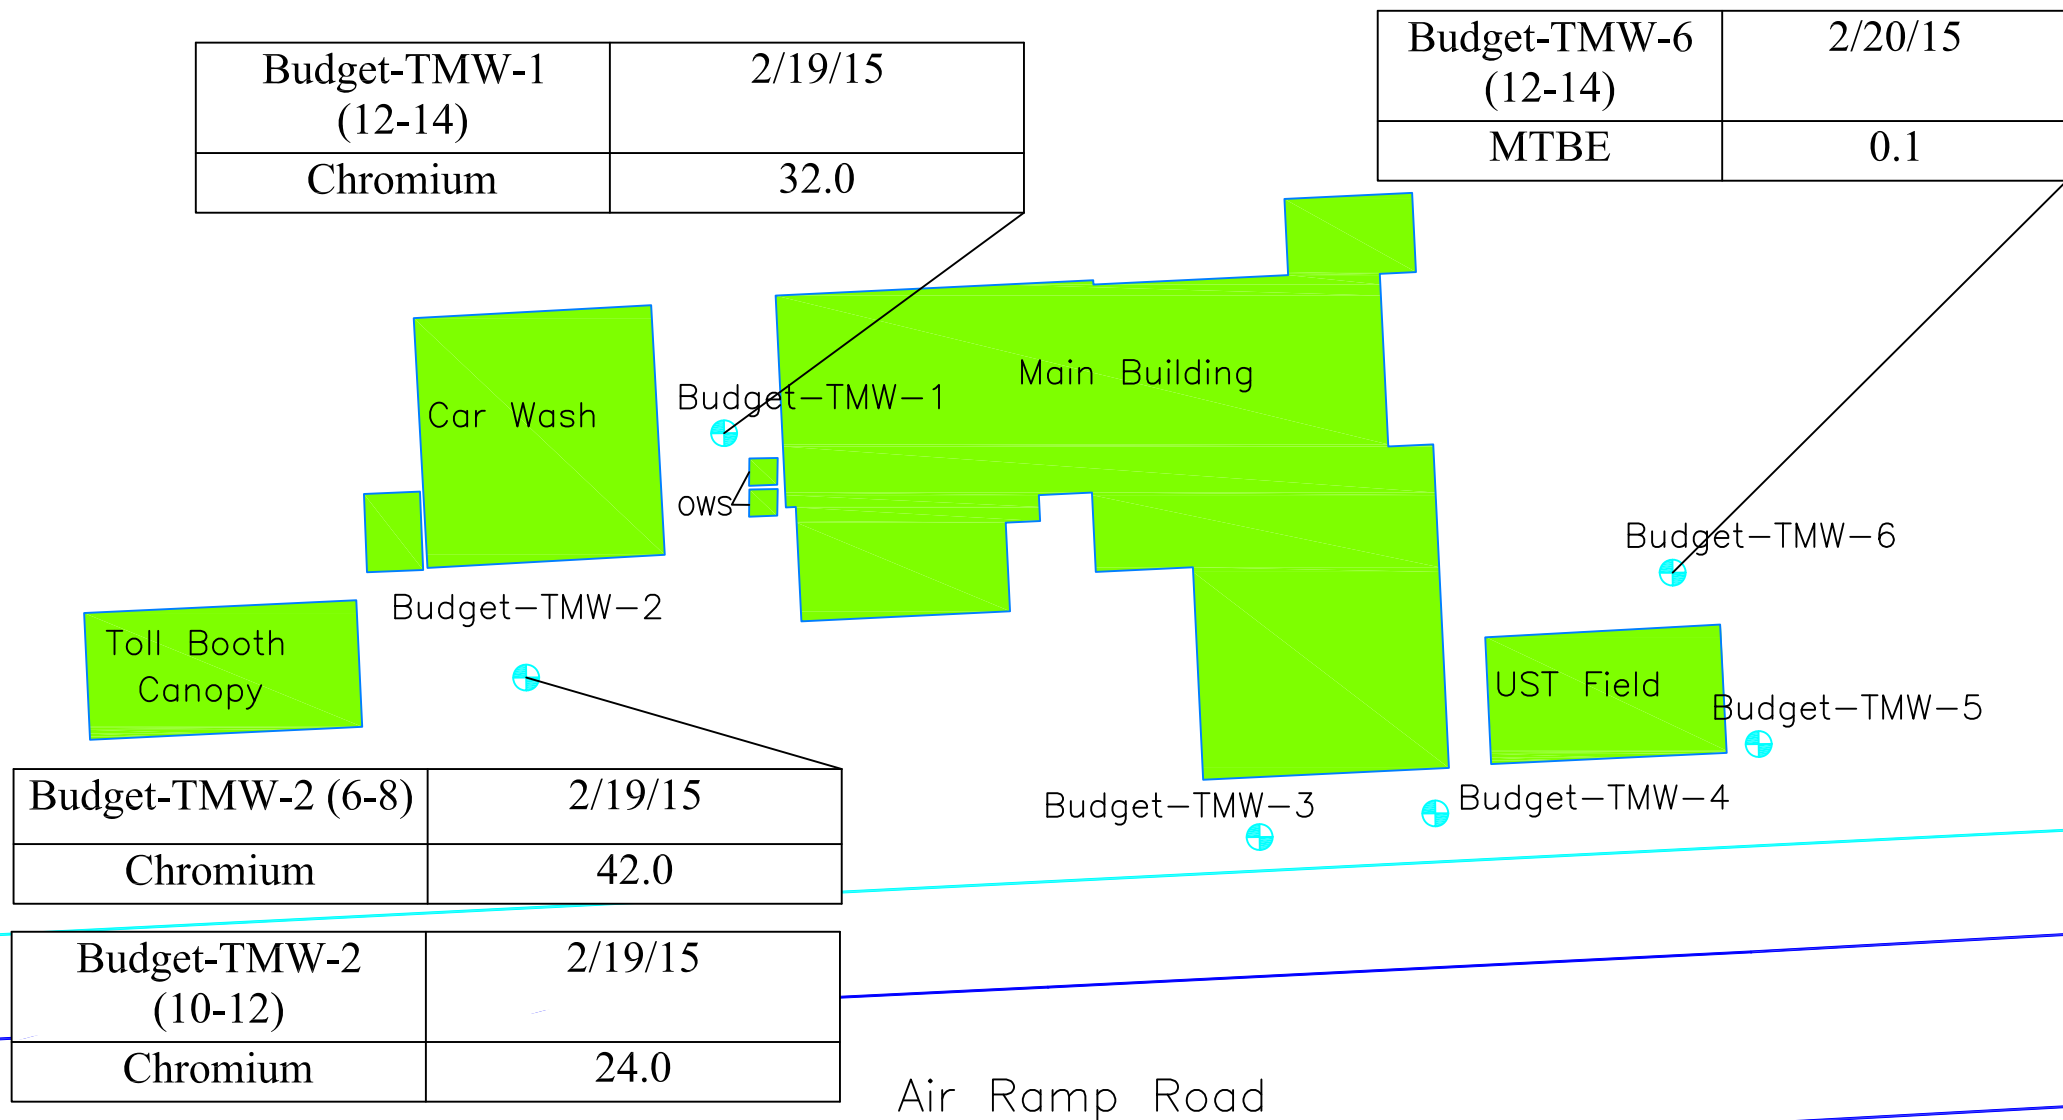 Budget-TMW-1 2/19/15
(12-14)
Chromium 32.0
Budget-TMW-6 2/20/15
(12-14)
MTBE 0.1
Main Building
Budget-TMW-1
Car Wash
OWS
Budget-TMW-6
Budget-TMW-2
Toll Booth
Canopy
UST Field
Budget-TMW-5
Budget-TMW-3
Budget-TMW-4
Budget-TMW-2 (6-8) 2/19/15
Chromium 42.0
Budget-TMW-2 2/19/15
(10-12)
Chromium 24.0
Air Ramp Road